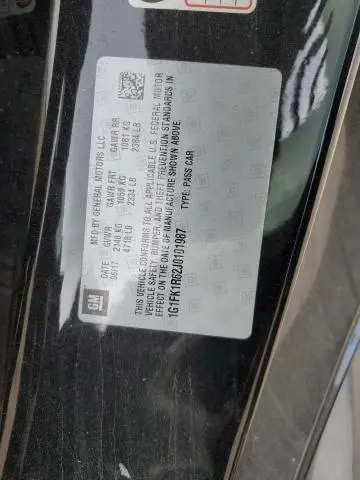 MFD BY GENERAL MOTORS LLC
DATE GVWR GAWR FRT GAWR RR
06/17 2140 KG 1059 KG 1081 KG
4718 LB 2334 LB 2384 LB
THIS VEHICLE CONFORMS TO ALL APPLICABLE U.S. FEDERAL MOTOR
VEHICLE SAFETY, BUMPER, AND THEFT PREVENTION STANDARDS IN
EFFECT ON THE DATE OF MANUFACTURE SHOWN ABOVE.
1G1FK1R62J0101987 TYPE: PASS CAR
GM